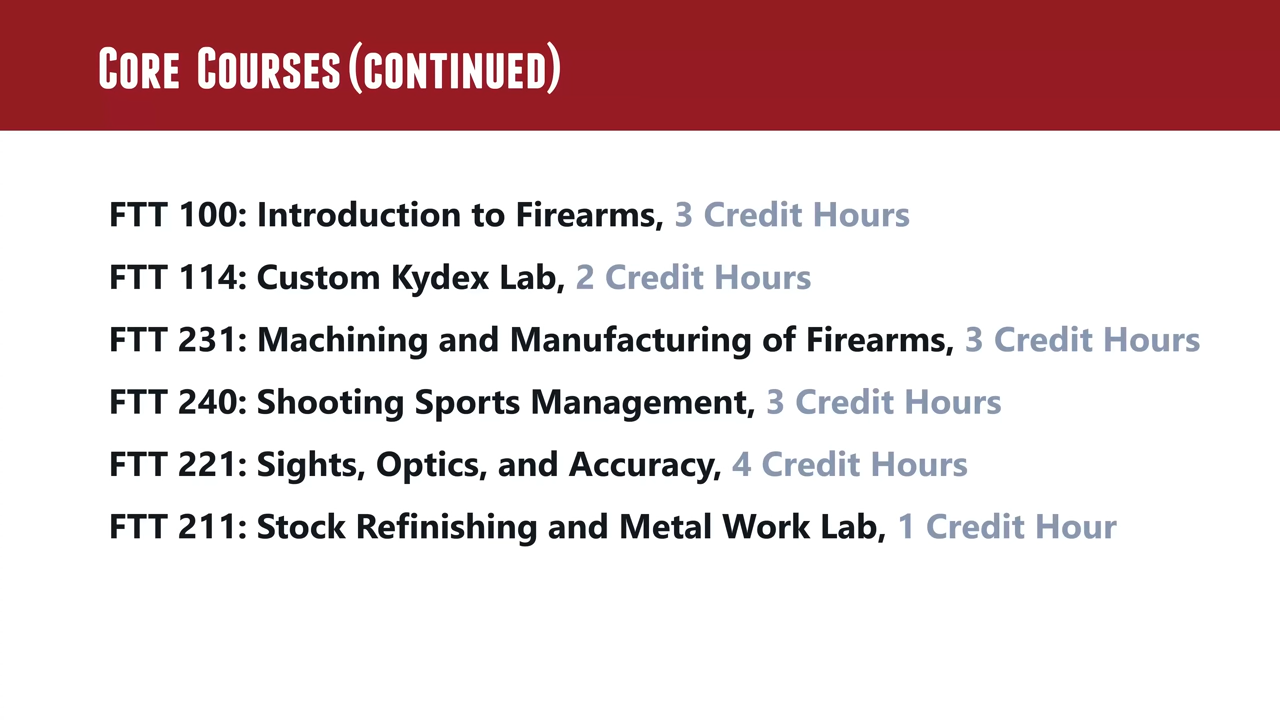 Core Courses (continued)
FTT 100: Introduction to Firearms, 3 Credit Hours
FTT 114: Custom Kydex Lab, 2 Credit Hours
FTT 231: Machining and Manufacturing of Firearms, 3 Credit Hours
FTT 240: Shooting Sports Management, 3 Credit Hours
FTT 221: Sights, Optics, and Accuracy, 4 Credit Hours
FTT 211: Stock Refinishing and Metal Work Lab, 1 Credit Hour